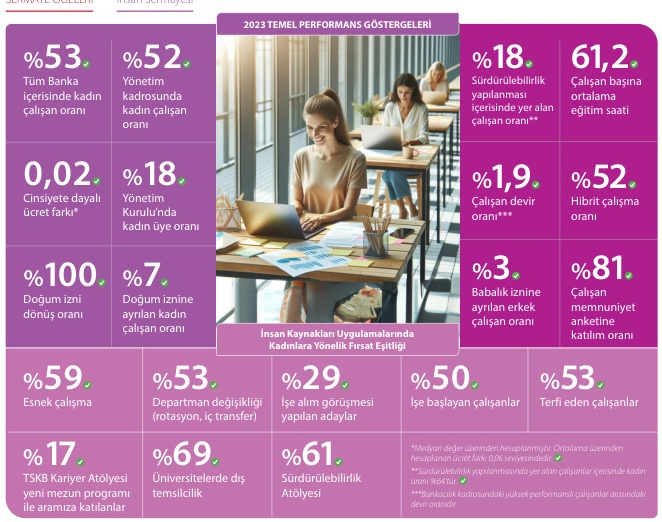 SERMAYE ÖĞELERİ
İnsan Sermayesi
2023 TEMEL PERFORMANS GÖSTERGELERİ
%53
Tüm Banka
içerisinde kadın
çalışan oranı
%52
Yönetim
kadrosunda
kadın çalışan
oranı
0,02
Cinsiyete dayalı
ücret farkı*
%18
Yönetim
Kurulu'nda
kadın üye oranı
%100
Doğum izni
dönüş oranı
%7
Doğum iznine
ayrılan kadın
çalışan oranı
%18
Sürdürülebilirlik
yapılanması
içerisinde yer alan
çalışan oranı**
61,2
Çalışan başına
ortalama
eğitim saati
%1,9
Çalışan devir
oranı***
%52
Hibrit çalışma
oranı
%3
Babalık iznine
ayrılan erkek
çalışan oranı
%81
Çalışan
memnuniyet
anketine
katılım oranı
İnsan Kaynakları Uygulamalarında
Kadınlara Yönelik Fırsat Eşitliği
%59
Esnek çalışma
%53
Departman değişikliği
(rotasyon, iç transfer)
%29
İşe alım görüşmesi
yapılan adaylar
%50
İşe başlayan çalışanlar
%53
Terfi eden çalışanlar
%17
TSKB Kariyer Atölyesi
yeni mezun programı
ile aramıza katılanlar
%69
Üniversitelerde dış
temsilcilik
%61
Sürdürülebilirlik
Atölyesi
*Medyan değer üzerinden hesaplanmıştır. Ortalama üzerinden
hesaplanan ücret farkı 0,06 seviyesindedir.
**Sürdürülebilirlik yapılanmasında yer alan çalışanlar içerisinde kadın
oranı %64'tür.
***Bankacılık kadrosundaki yüksek performanslı çalışanlar arasındaki
devir oranıdır.